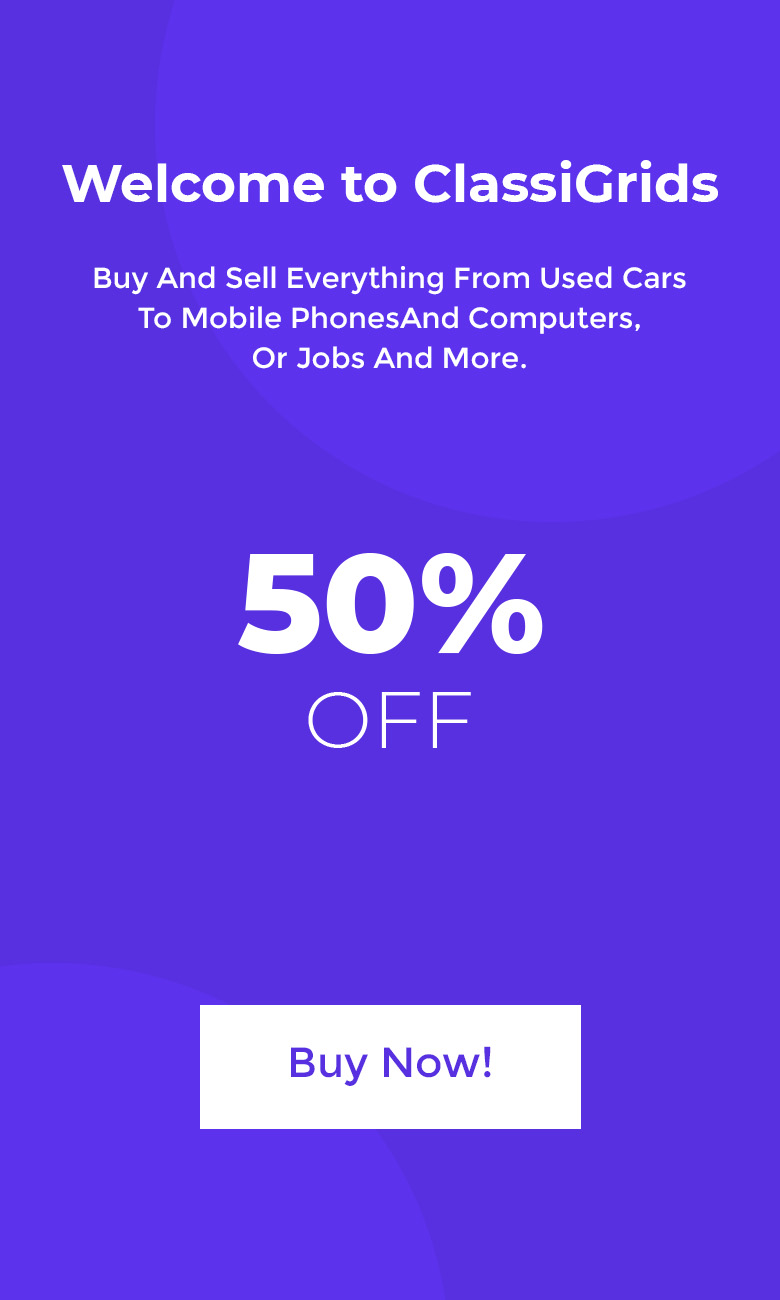 Welcome to ClassiGrids
Buy And Sell Everything From Used Cars
To Mobile PhonesAnd Computers,
Or Jobs And More.
50%
OFF
Buy Now!